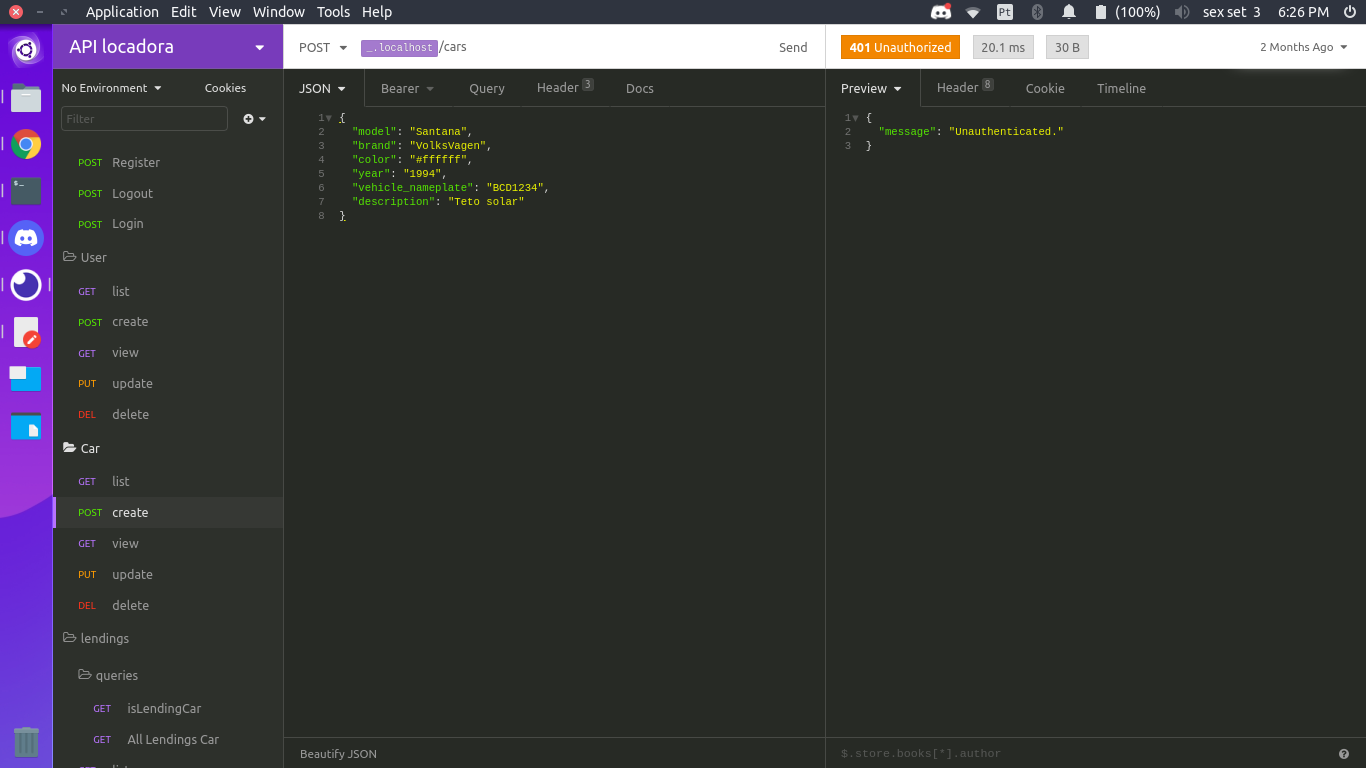 Application Edit View Window Tools Help
Pt (100%) sex set 3 6:26 PM
API locadora
POST _.localhost/cars Send
401 Unauthorized 20.1 ms 30 B 2 Months Ago
No Environment Cookies
JSON Bearer Query Header 3 Docs
Preview Header 8 Cookie Timeline
Filter
POST Register
POST Logout
POST Login
User
GET list
POST create
GET view
PUT update
DEL delete
Car
GET list
POST create
GET view
PUT update
DEL delete
lendings
queries
GET isLendingCar
GET All Lendings Car
1 {
2 "model": "Santana",
3 "brand": "VolksVagen",
4 "color": "#ffffff",
5 "year": "1994",
6 "vehicle_nameplate": "BCD1234",
7 "description": "Teto solar"
8 }
Beautify JSON
1 {
2 "message": "Unauthenticated."
3 }
$.store.books[*].author